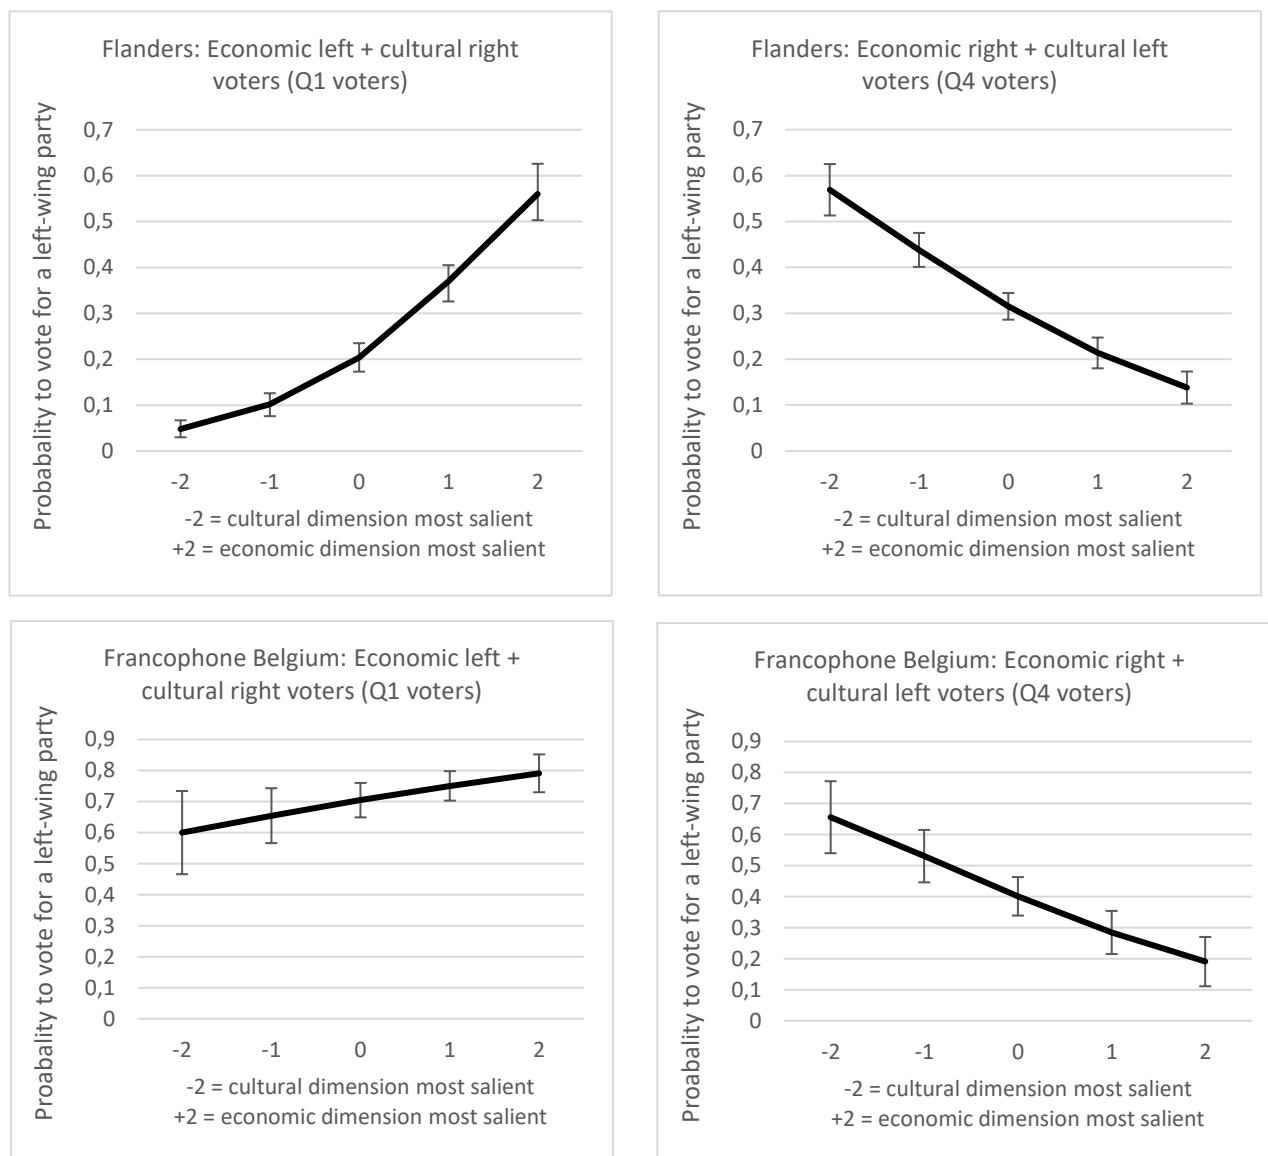 Flanders: Economic left + cultural right
voters (Q1 voters)
Probabality to vote for a left-wing party
0,7
0,6
0,5
0,4
0,3
0,2
0,1
0
-2 -1 0 1 2
-2 = cultural dimension most salient
+2 = economic dimension most salient
Flanders: Economic right + cultural left
voters (Q4 voters)
Probabality to vote for a left-wing party
0,7
0,6
0,5
0,4
0,3
0,2
0,1
0
-2 -1 0 1 2
-2 = cultural dimension most salient
+2 = economic dimension most salient
Francophone Belgium: Economic left +
cultural right voters (Q1 voters)
Proabality to vote for a left-wing party
0,9
0,8
0,7
0,6
0,5
0,4
0,3
0,2
0,1
0
-2 -1 0 1 2
-2 = cultural dimension most salient
+2 = economic dimension most salient
Francophone Belgium: Economic right +
cultural left voters (Q4 voters)
Proabality to vote for a left-wing party
0,9
0,8
0,7
0,6
0,5
0,4
0,3
0,2
0,1
0
-2 -1 0 1 2
-2 = cultural dimension most salient
+2 = economic dimension most salient